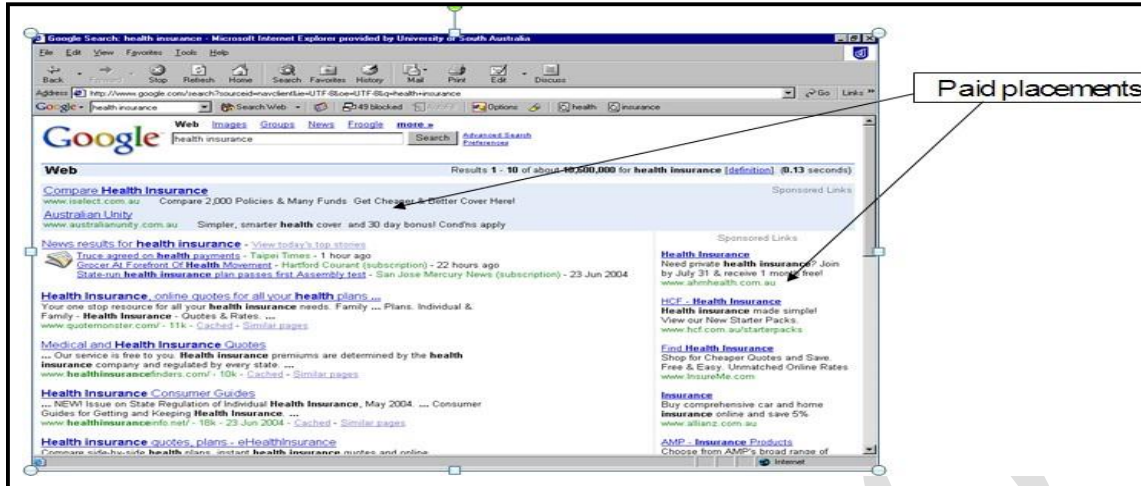 Google Search: health insurance - Microsoft Internet Explorer provided by University of South Australia
File Edit View Favorites Tools Help
Back Forward Stop Refresh Home Search Favorites History Mail Print Edit Discuss
Address http://www.google.com/search?sourceid=navclient&ie=UTF-8&oe=UTF-8&q=health+insurance Go Links »
Google - health insurance Search Web 49 blocked AutoFill Options health insurance
Paid placements
Web Images Groups News Froogle more »
Google health insurance Search Advanced Search
Preferences
Web Results 1 - 10 of about 10,600,000 for health insurance [definition]. (0.13 seconds)
Compare Health Insurance Sponsored Links
www.iselect.com.au Compare 2,000 Policies & Many Funds Get Cheaper & Better Cover Here!
Australian Unity
www.australianunity.com.au Simpler, smarter health cover and 30 day bonus! Cond'ns apply
News results for health insurance - View today's top stories
Truce agreed on health payments - Taipei Times - 1 hour ago
Grocer At Forefront Of Health Movement - Hartford Courant (subscription) - 22 hours ago
State-run health insurance plan passes first Assembly test - San Jose Mercury News (subscription) - 23 Jun 2004
Health Insurance, online quotes for all your health plans ...
Your one stop resource for all your health insurance needs. Family ... Plans. Individual &
Family - Health Insurance - Quotes & Rates. ...
www.quotemonster.com/ - 11k - Cached - Similar pages
Medical and Health Insurance Quotes
... Our service is free to you. Health insurance premiums are determined by the health
insurance company and regulated by every state. ...
www.healthinsurancefinders.com/ - 10k - Cached - Similar pages
Health Insurance Consumer Guides
... NEW! Issue on State Regulation of Individual Health Insurance, May 2004. ... Consumer
Guides for Getting and Keeping Health Insurance. ...
www.healthinsuranceinfo.net/ - 18k - 23 Jun 2004 - Cached - Similar pages
Health insurance quotes, plans - eHealthInsurance
Compare side-by-side health plans, instant health insurance quotes and online
Sponsored Links
Health Insurance
Need private health insurance? Join
by July 31 & receive 1 month free!
www.ahmhealth.com.au
HCF - Health Insurance
Health insurance made simple!
View our New Starter Packs.
www.hcf.com.au/starterpacks
Find Health Insurance
Shop for Cheaper Quotes and Save.
Free & Easy. Unmatched Online Rates
www.InsureMe.com
Insurance
Buy comprehensive car and home
insurance online and save 5%
www.allianz.com.au
AMP - Insurance Products
Choose from AMP's broad range of
Internet